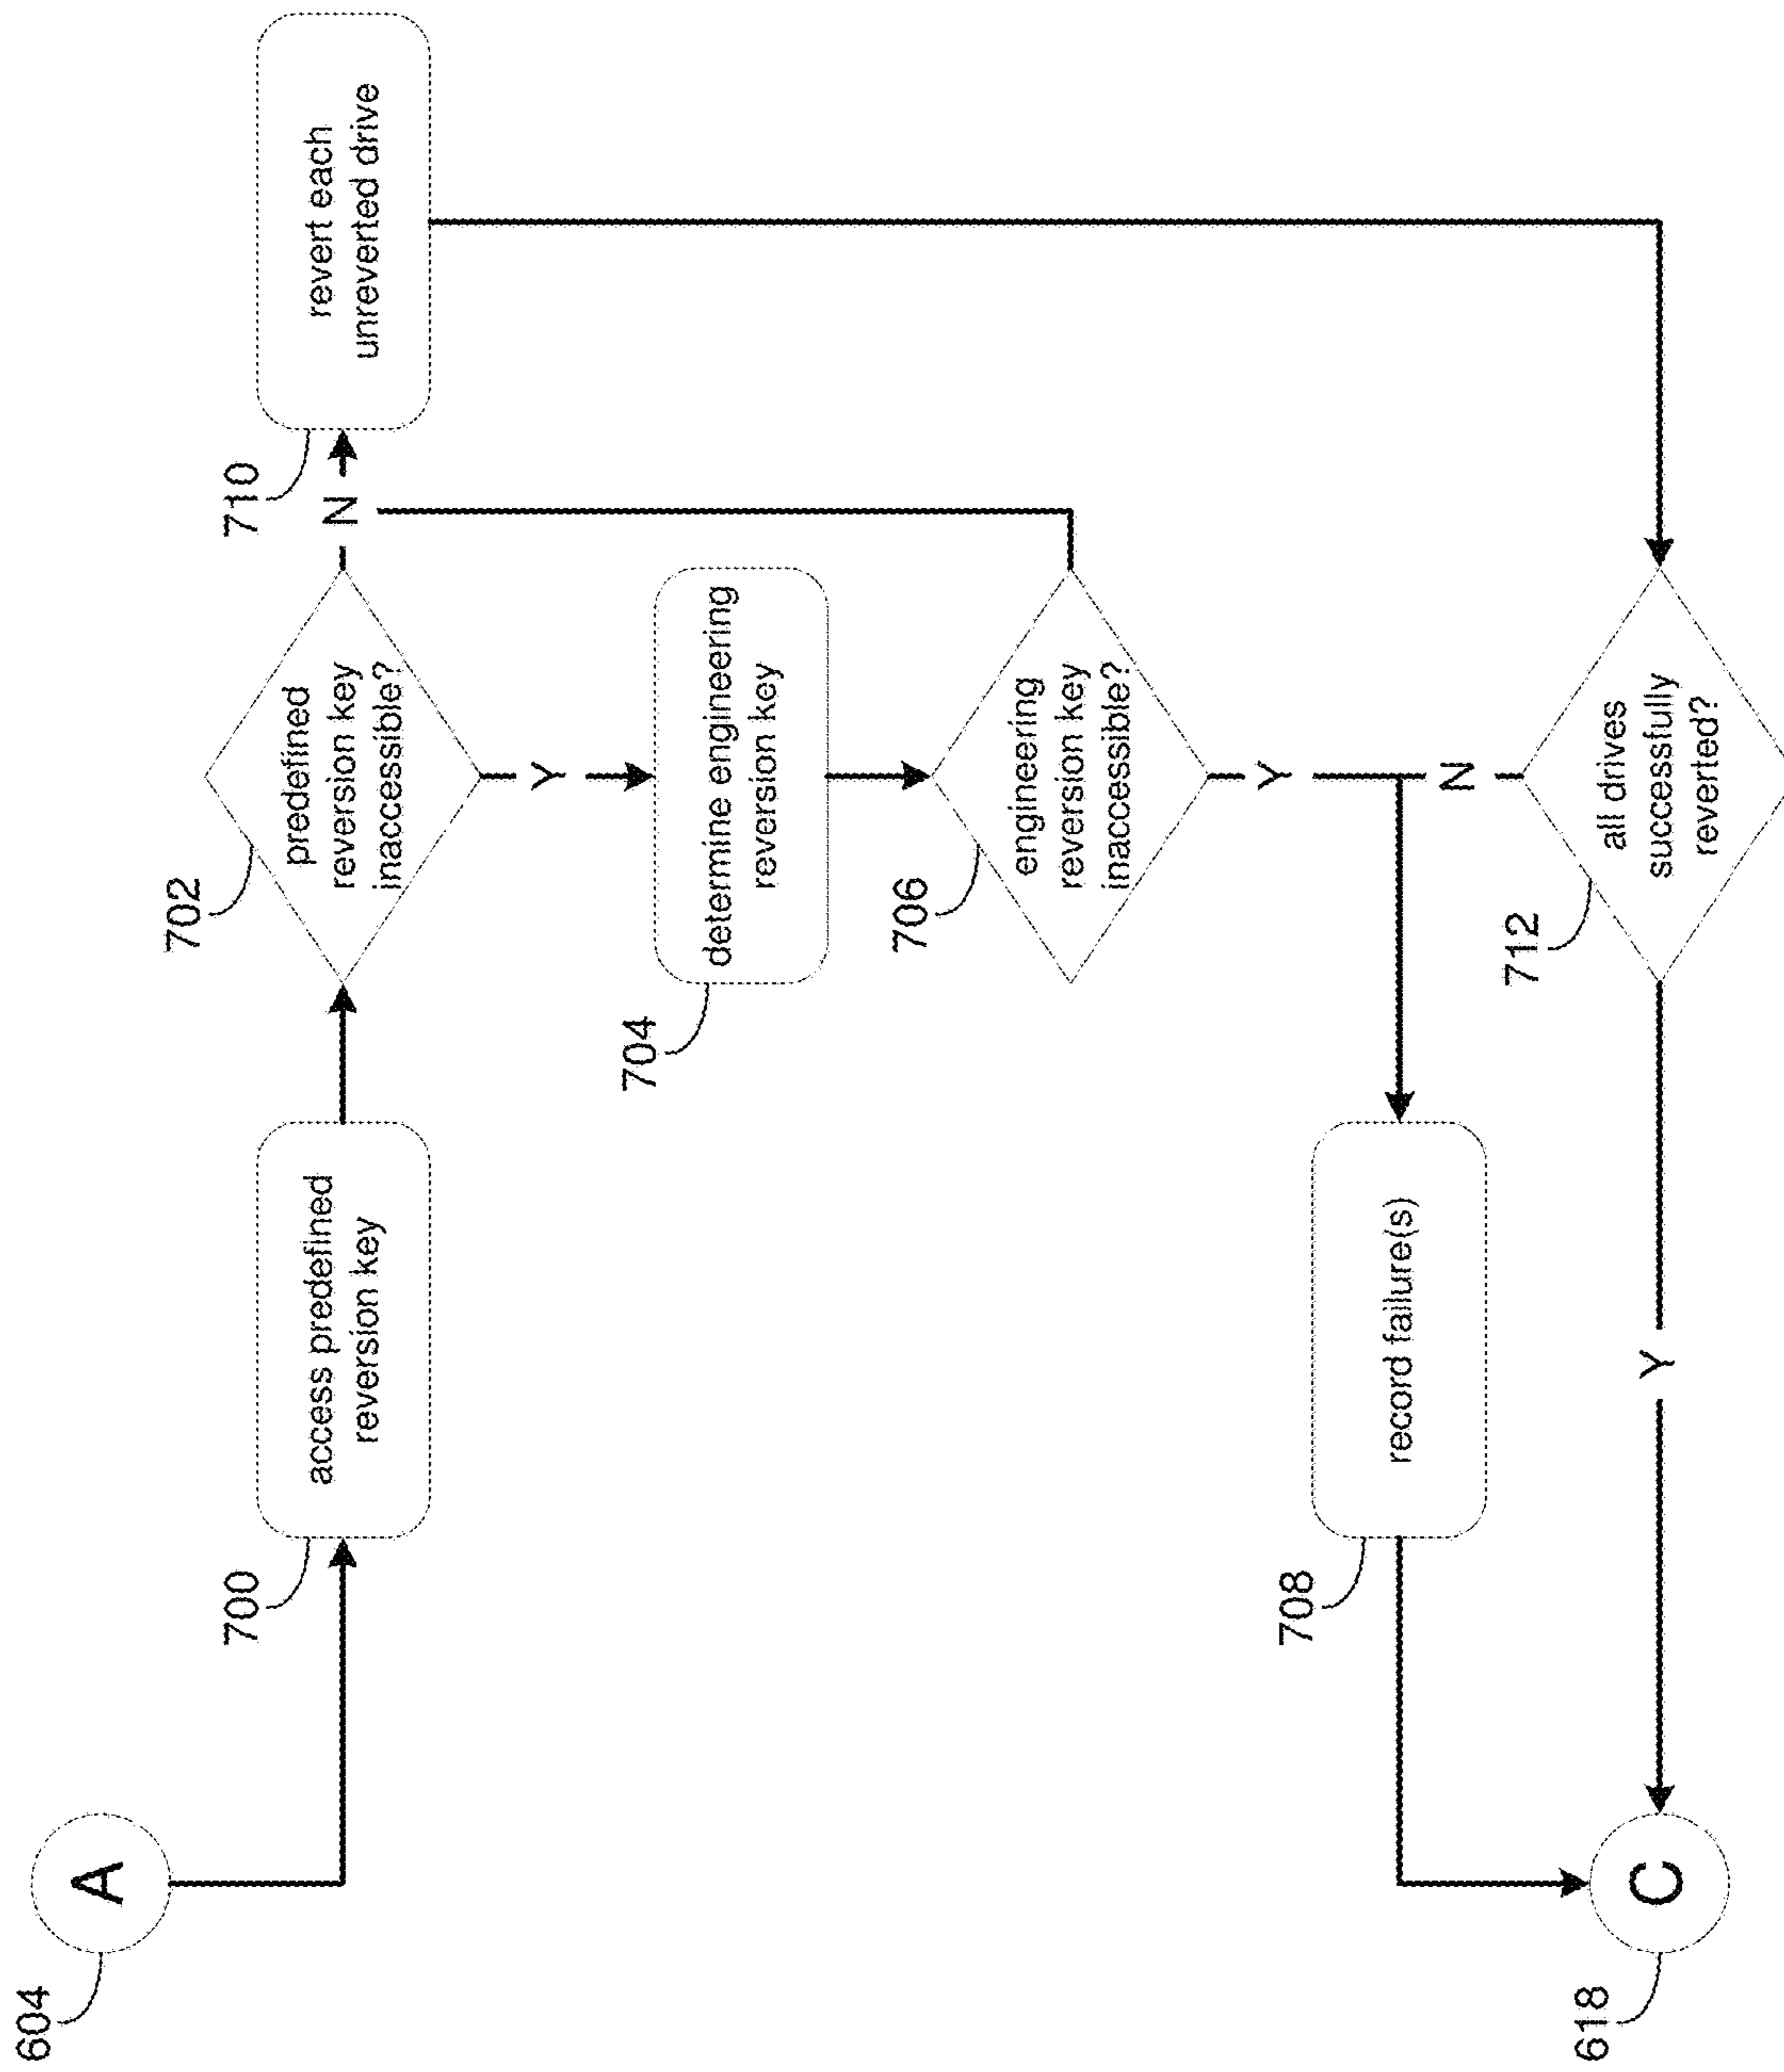 604
A
700
access predefined
reversion key
702
predefined
reversion key
inaccessible?
N
710
revert each
unreverted drive
Y
704
determine engineering
reversion key
706
engineering
reversion key
inaccessible?
Y
708
record failure(s)
N
712
all drives
successfully
reverted?
Y
618
C